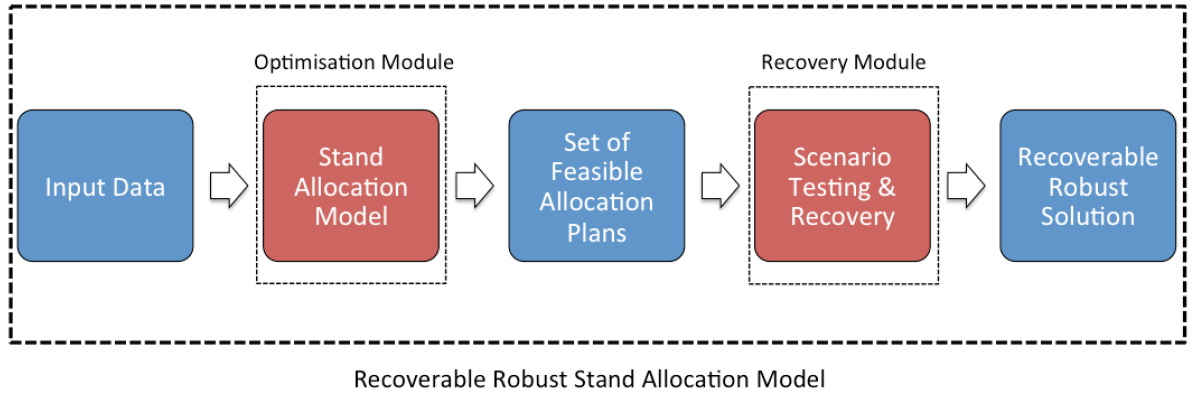 Optimisation Module
Recovery Module
Input Data
Stand
Allocation
Model
Set of
Feasible
Allocation
Plans
Scenario
Testing &
Recovery
Recoverable
Robust
Solution
Recoverable Robust Stand Allocation Model